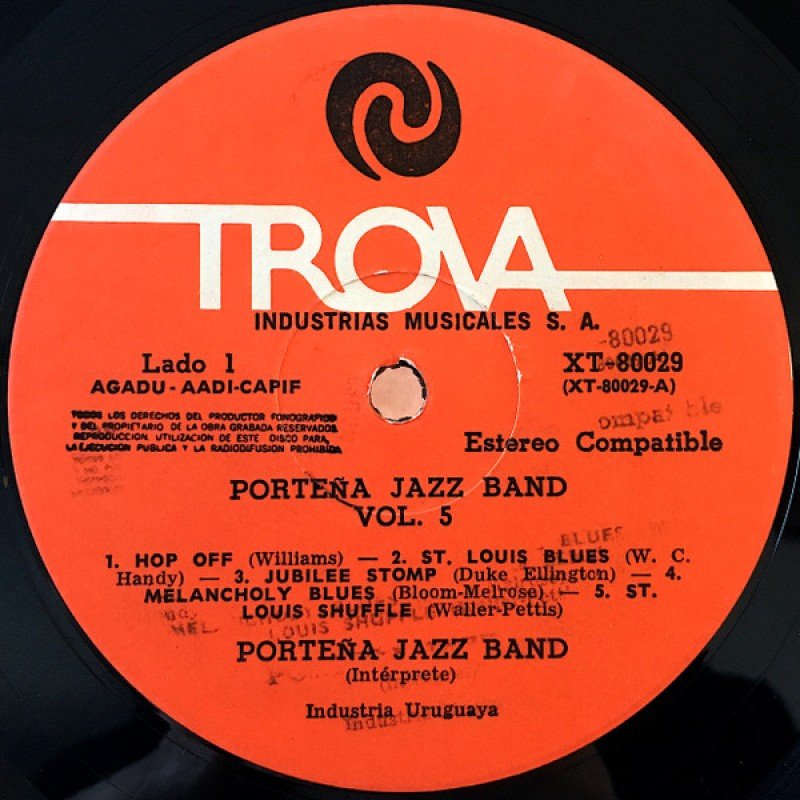 TROVA
INDUSTRIAS MUSICALES S. A.
-80029
Lado 1
XT-80029
AGADU - AADI-CAPIF
(XT-80029-A)
TODOS LOS DERECHOS DEL PRODUCTOR FONOGRAFICO
Y DEL PROPIETARIO DE LA OBRA GRABADA RESERVADOS
REPRODUCCION, UTILIZACION DE ESTE DISCO PARA,
LA EJECUCION PUBLICA Y LA RADIODIFUSION PROHIBIDA
Estereo Compatible
PORTEÑA JAZZ BAND
VOL. 5
1. HOP OFF (Williams) — 2. ST. LOUIS BLUES (W. C.
Handy) — 3. JUBILEE STOMP (Duke Ellington) — 4.
MELANCHOLY BLUES (Bloom-Melrose) — 5. ST.
LOUIS SHUFFLE (Waller-Pettis)
PORTEÑA JAZZ BAND
(Intérprete)
Industria Uruguaya